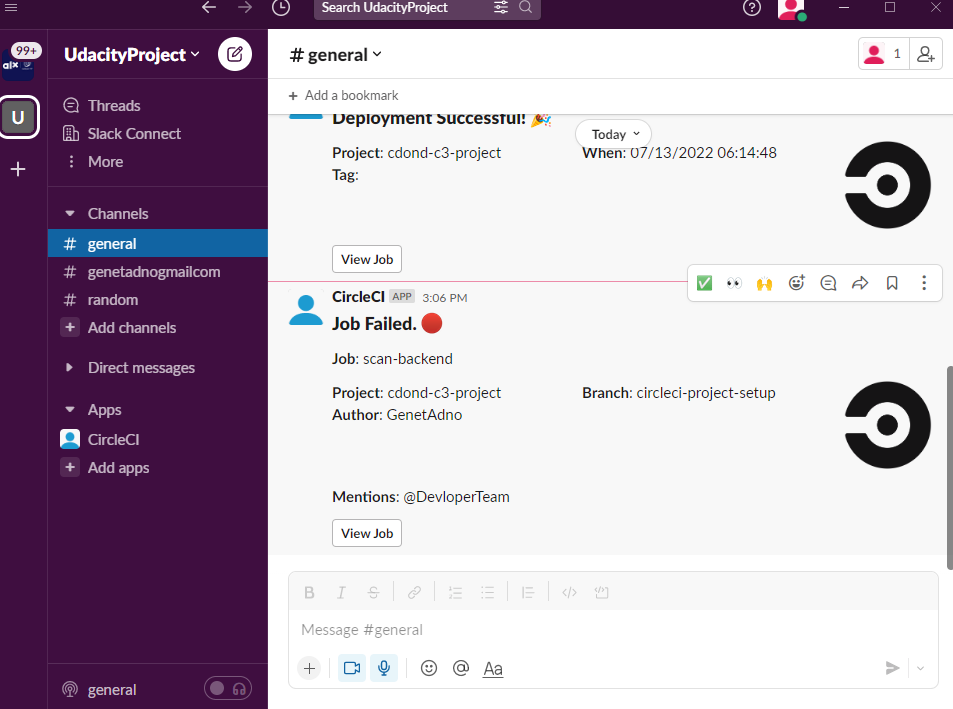 Search UdacityProject
99+
alx
U
UdacityProject
Threads
Slack Connect
More
Channels
# general
# genetadnogmailcom
# random
+ Add channels
Direct messages
Apps
CircleCI
+ Add apps
general
# general
1
+ Add a bookmark
Deployment Successful! 🎉
Today
Project: cdond-c3-project When: 07/13/2022 06:14:48
Tag:
View Job
CircleCI APP 3:06 PM
Job Failed. 🔴
Job: scan-backend
Project: cdond-c3-project Branch: circleci-project-setup
Author: GenetAdno
Mentions: @DevloperTeam
View Job
B I S
Message #general
+ @ Aa